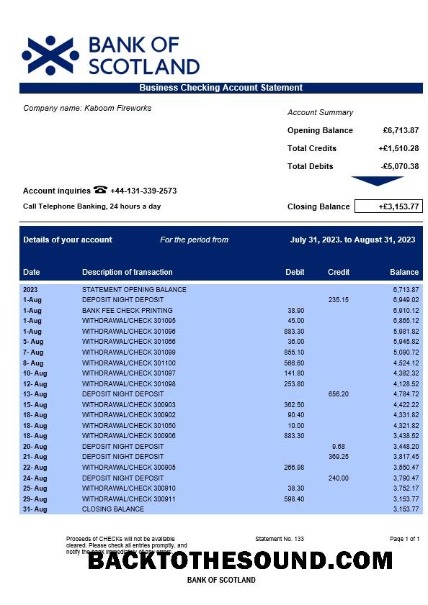 BANK OF
SCOTLAND
Business Checking Account Statement
Company name: Kaboom Fireworks
Account Summary
Opening Balance £6,713.87
Total Credits +£1,510.28
Total Debits -£5,070.38
Account inquiries ☎ +44-131-339-2573
Call Telephone Banking, 24 hours a day
Closing Balance +£3,153.77
Details of your account For the period from July 31, 2023. to August 31, 2023
Date Description of transaction Debit Credit Balance
2023 STATEMENT OPENING BALANCE 6,713.87
1-Aug DEPOSIT NIGHT DEPOSIT 235.15 6,949.02
1-Aug BANK FEE CHECK PRINTING 38.90 6,910.12
1-Aug WITHDRAWAL/CHECK 301095 45.00 6,865.12
1-Aug WITHDRAWAL/CHECK 301096 883.30 5,981.82
5- Aug WITHDRAWAL/CHECK 301066 36.00 5,945.82
7- Aug WITHDRAWAL/CHECK 301099 855.10 5,090.72
8- Aug WITHDRAWAL/CHECK 301100 566.60 4,524.12
10- Aug WITHDRAWAL/CHECK 301097 141.80 4,382.32
12- Aug WITHDRAWAL/CHECK 301098 253.80 4,128.52
13- Aug DEPOSIT NIGHT DEPOSIT 656.20 4,784.72
15- Aug WITHDRAWAL/CHECK 300903 362.50 4,422.22
18- Aug WITHDRAWAL/CHECK 300902 90.40 4,331.82
18- Aug WITHDRAWAL/CHECK 301050 10.00 4,321.82
18- Aug WITHDRAWAL/CHECK 300906 883.30 3,438.52
20- Aug DEPOSIT NIGHT DEPOSIT 9.68 3,448.20
21- Aug DEPOSIT NIGHT DEPOSIT 369.25 3,817.45
22- Aug WITHDRAWAL/CHECK 300905 266.98 3,550.47
24- Aug DEPOSIT NIGHT DEPOSIT 240.00 3,790.47
25- Aug WITHDRAWAL/CHECK 300910 38.30 3,752.17
29- Aug WITHDRAWAL/CHECK 300911 598.40 3,153.77
31- Aug CLOSING BALANCE 3,153.77
Proceeds of CHECKs will not be available Statement No. 133 Page 1 of 1
cleared. Please check all entries promptly, and
notify the bank immediately of any errors.
BACKTOTHESOUND.COM
BANK OF SCOTLAND